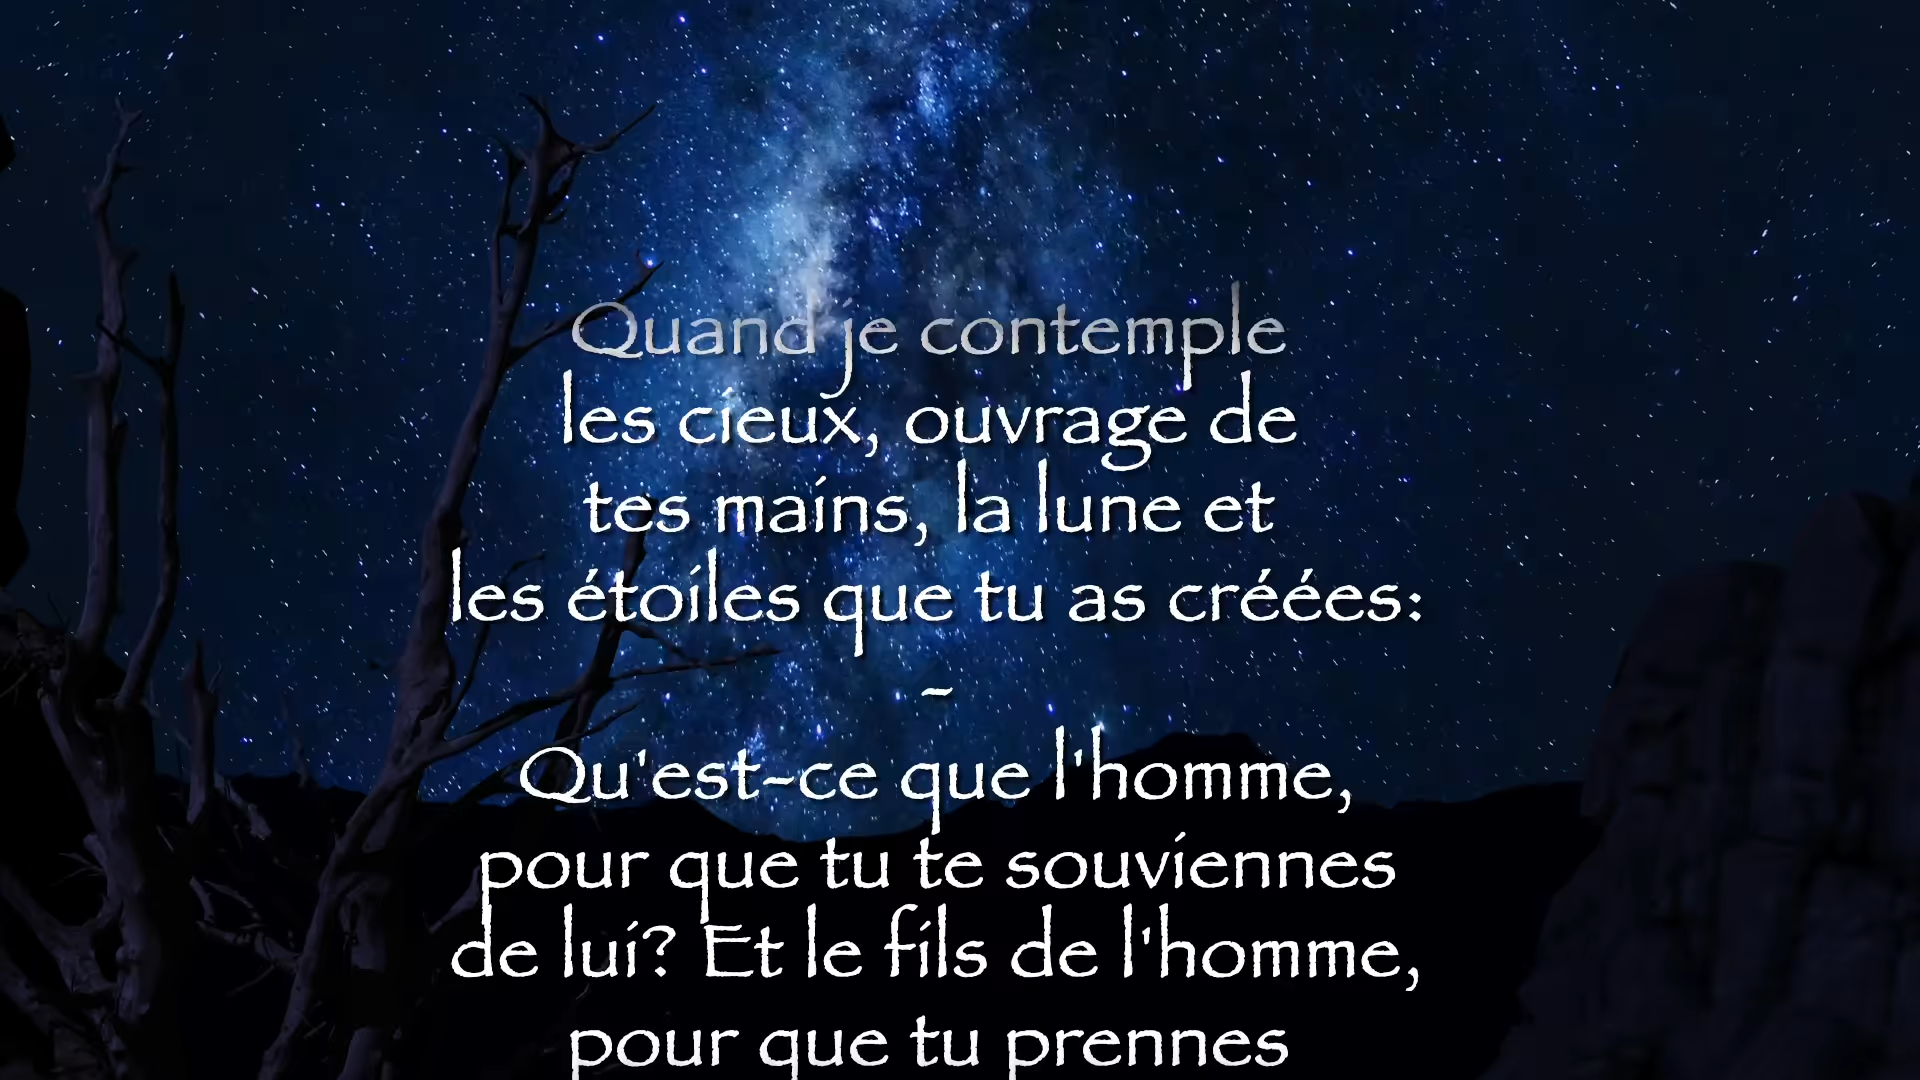 Quand je contemple
les cieux, ouvrage de
tes mains, la lune et
les étoiles que tu as créées:
~
Qu'est-ce que l'homme,
pour que tu te souviennes
de lui? Et le fils de l'homme,
pour que tu prennes